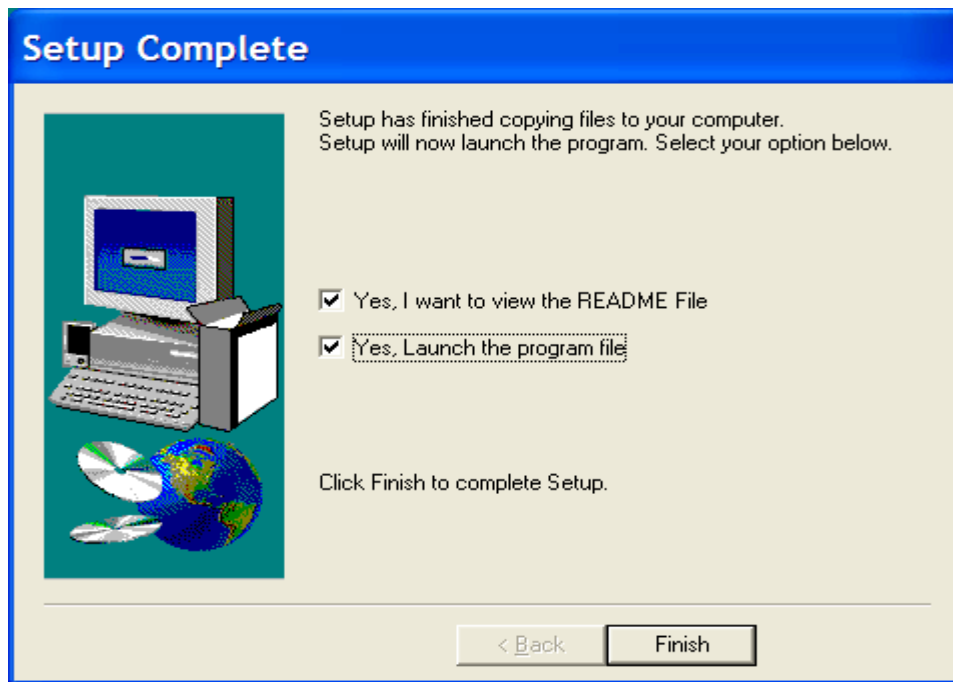 Setup Complete
Setup has finished copying files to your computer.
Setup will now launch the program. Select your option below.
Yes, I want to view the README File
Yes, Launch the program file
Click Finish to complete Setup.
< Back
Finish